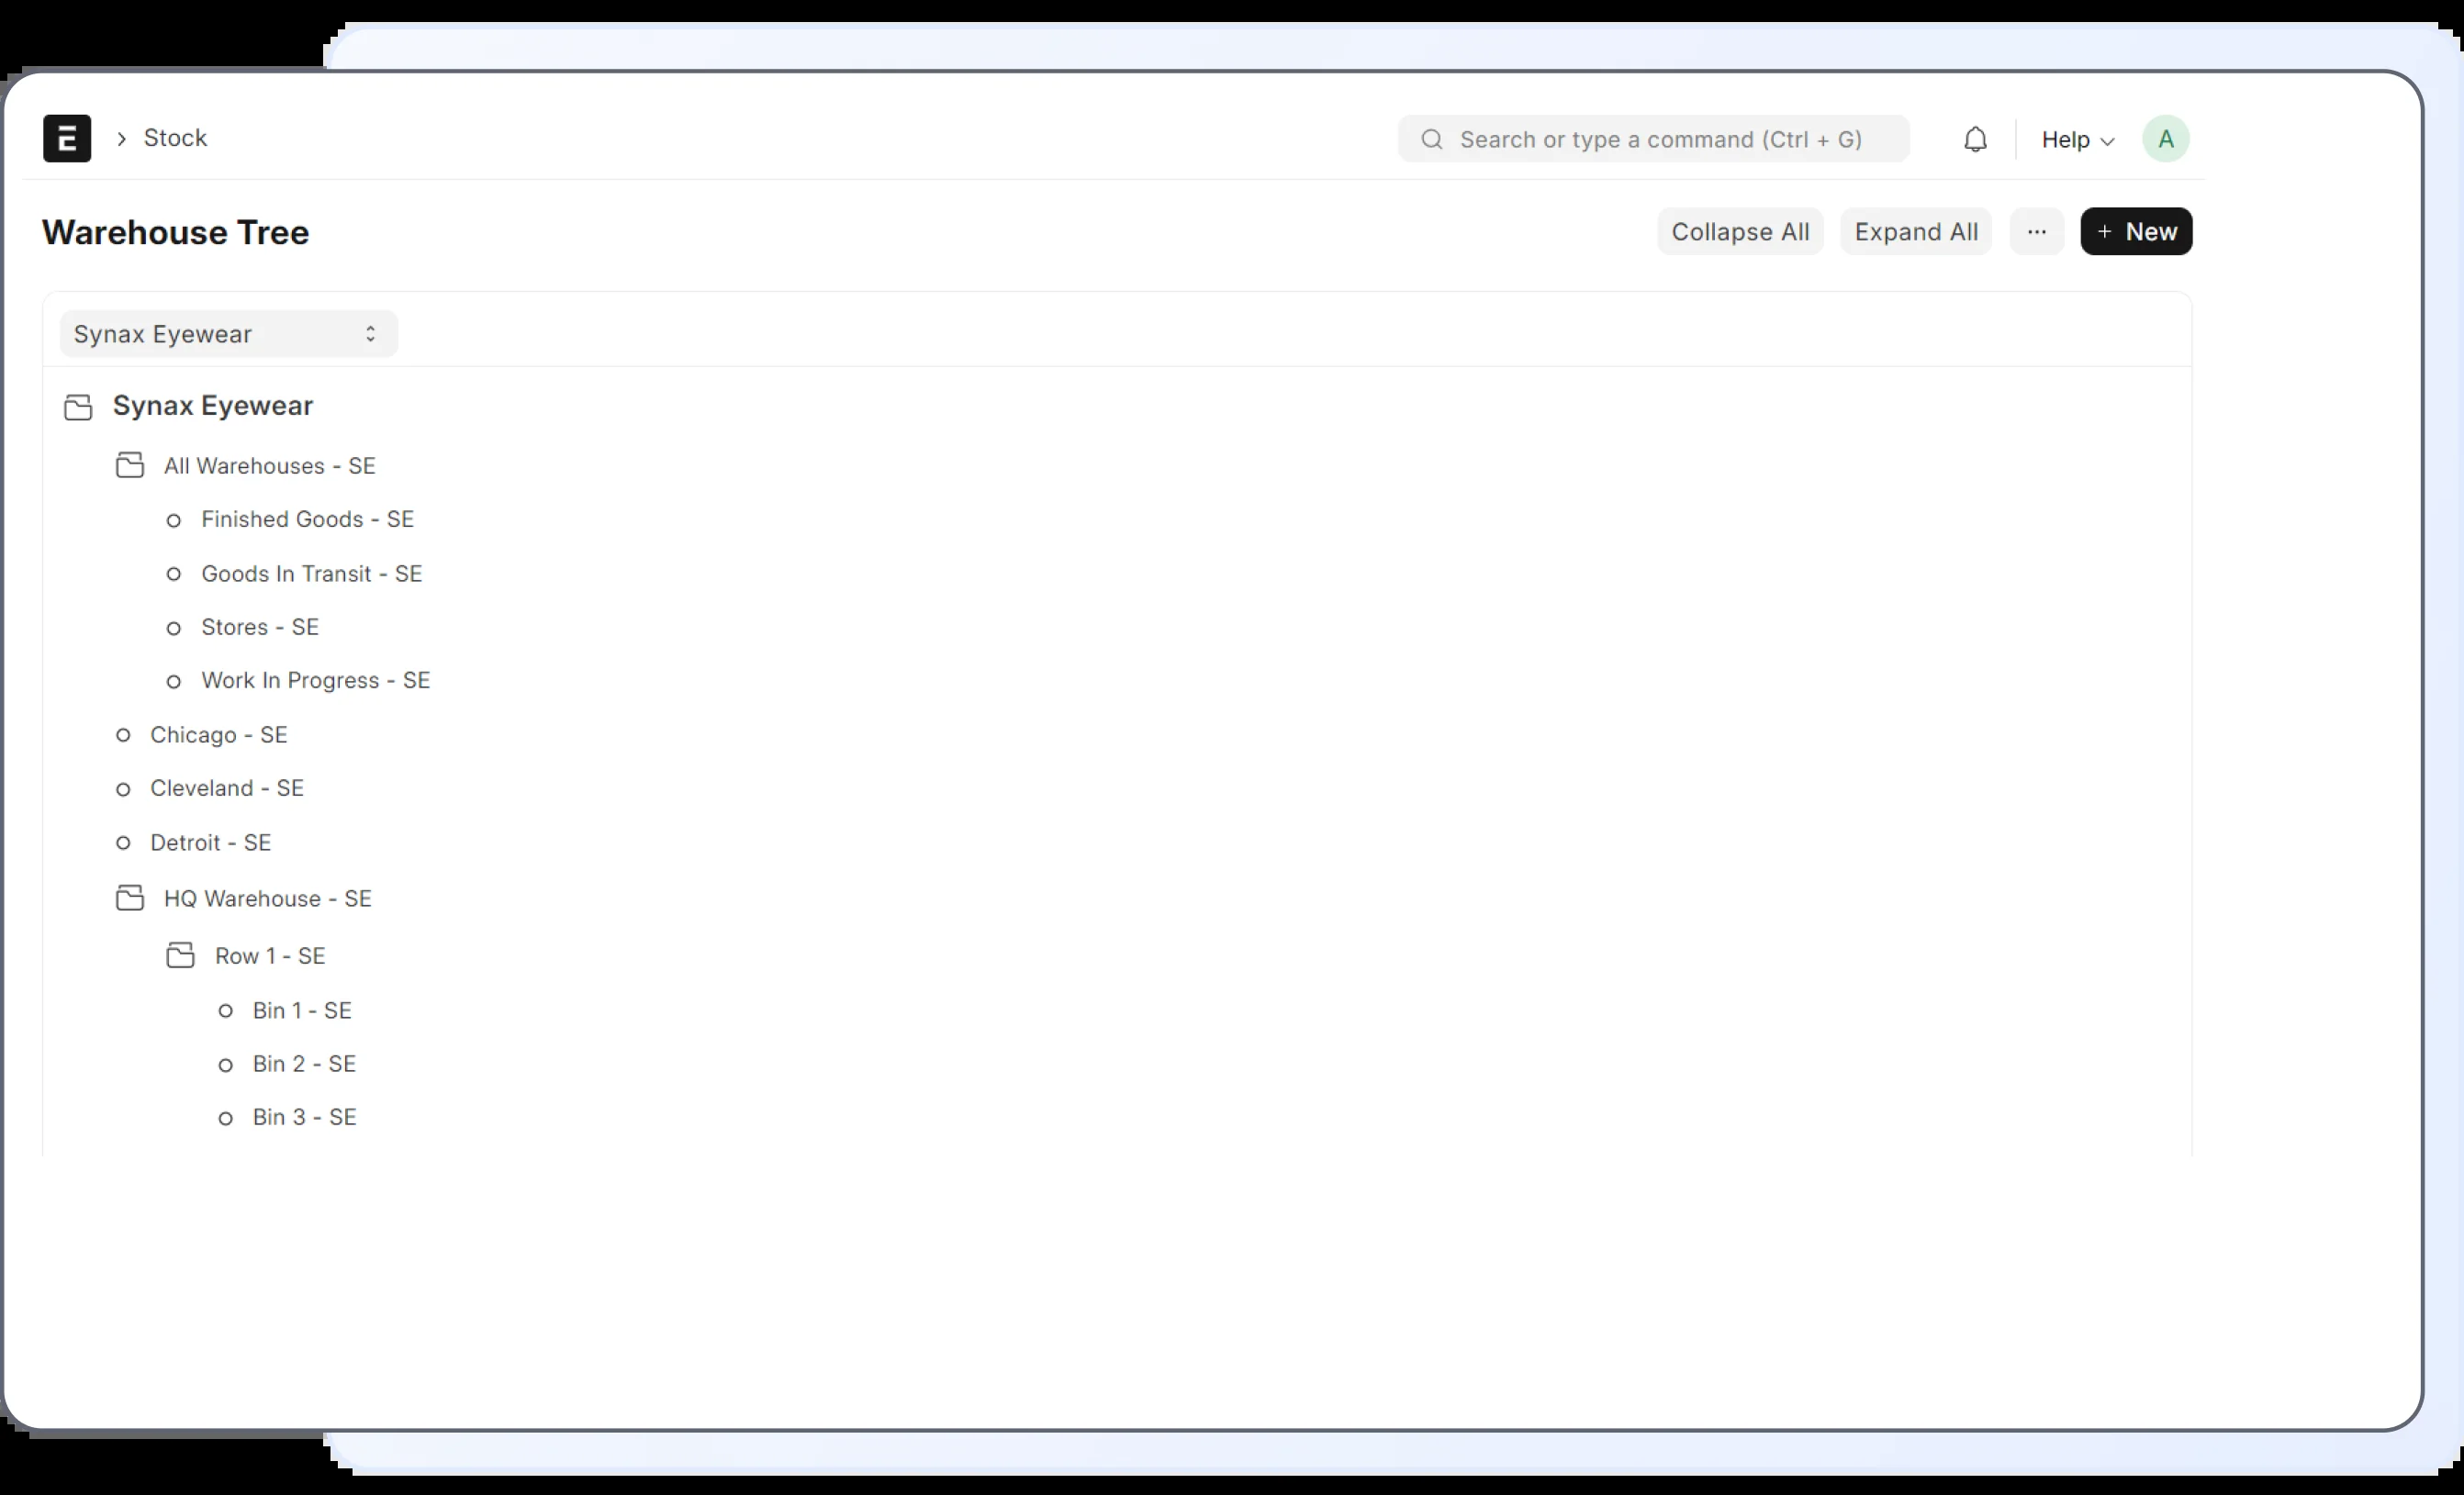 E
Stock
Search or type a command (Ctrl + G)
Help
A
Warehouse Tree
Collapse All
Expand All
···
+ New
Synax Eyewear
Synax Eyewear
All Warehouses - SE
Finished Goods - SE
Goods In Transit - SE
Stores - SE
Work In Progress - SE
Chicago - SE
Cleveland - SE
Detroit - SE
HQ Warehouse - SE
Row 1 - SE
Bin 1 - SE
Bin 2 - SE
Bin 3 - SE